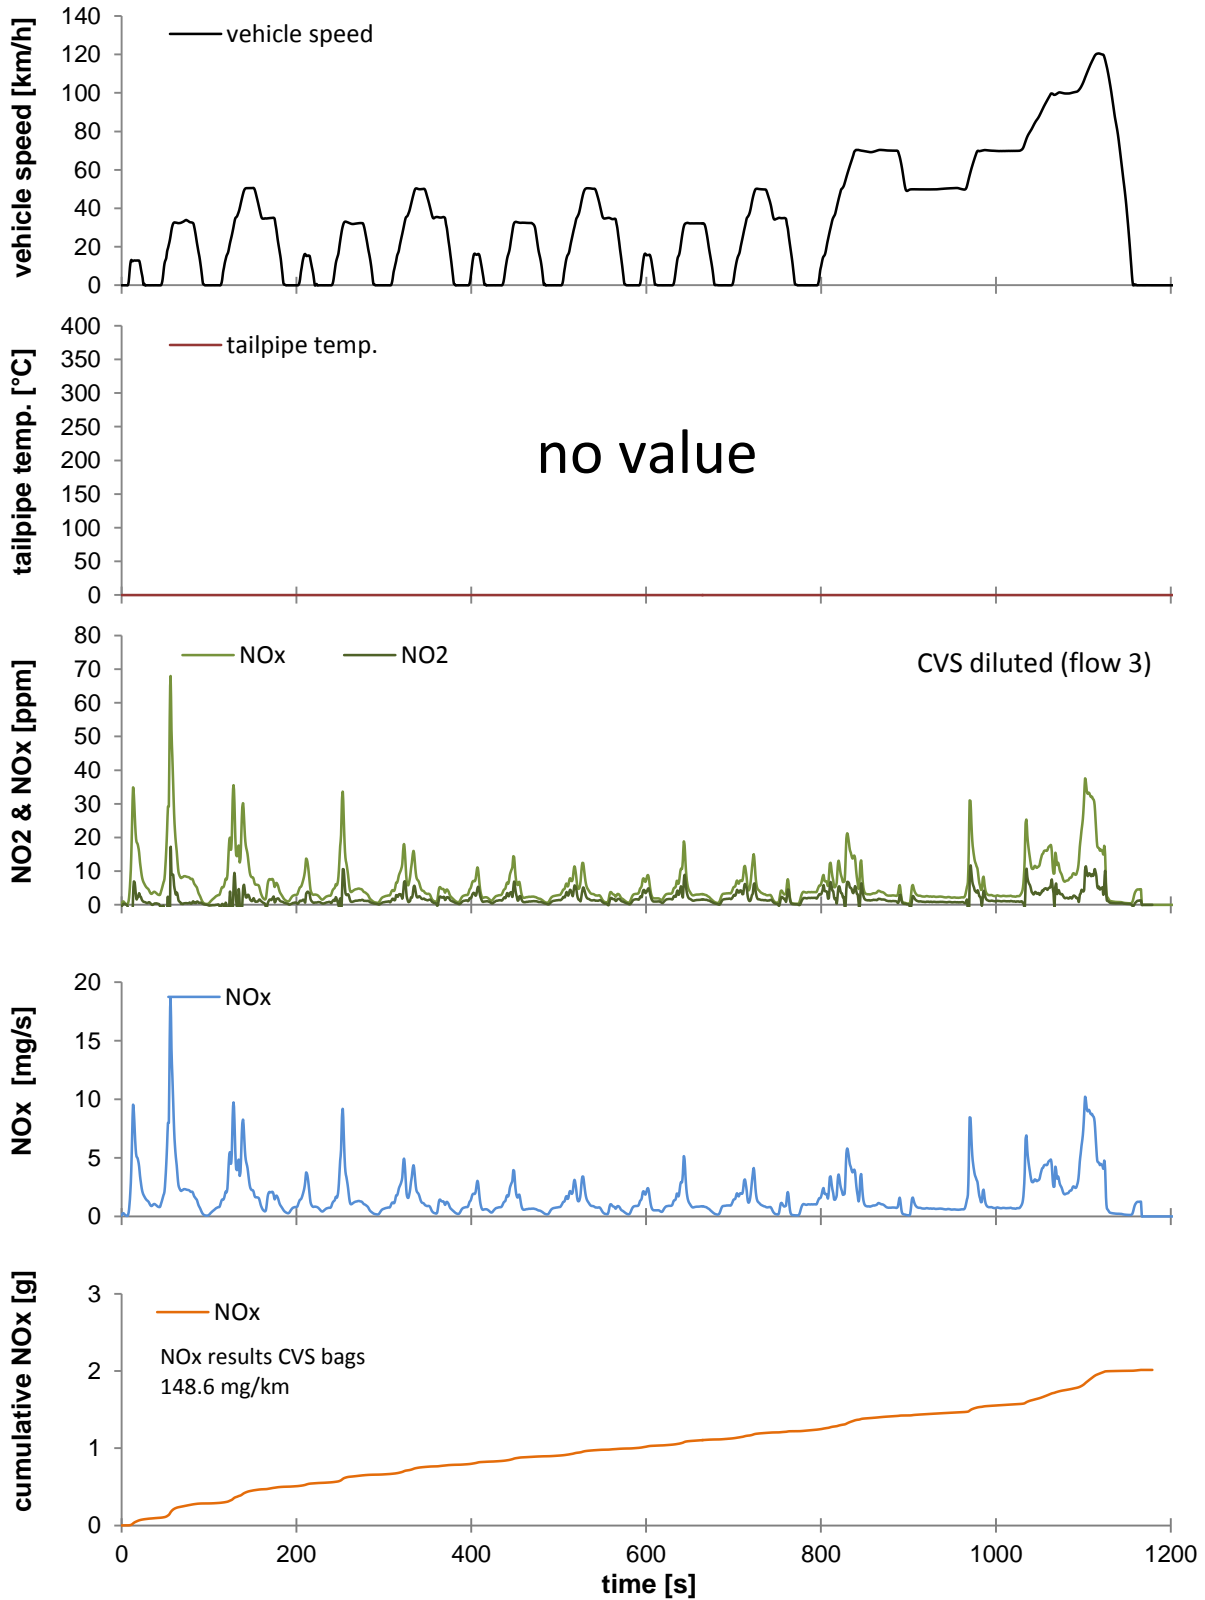 vehicle speed [km/h]
140
120
100
80
60
40
20
0
vehicle speed
tailpipe temp. [°C]
400
350
300
250
200
150
100
50
0
tailpipe temp.
no value
NO2 & NOx [ppm]
80
70
60
50
40
30
20
10
0
NOx
NO2
CVS diluted (flow 3)
NOx [mg/s]
20
15
10
5
0
NOx
cumulative NOx [g]
3
2
1
0
NOx
NOx results CVS bags
148.6 mg/km
0 200 400 600 800 1000 1200
time [s]